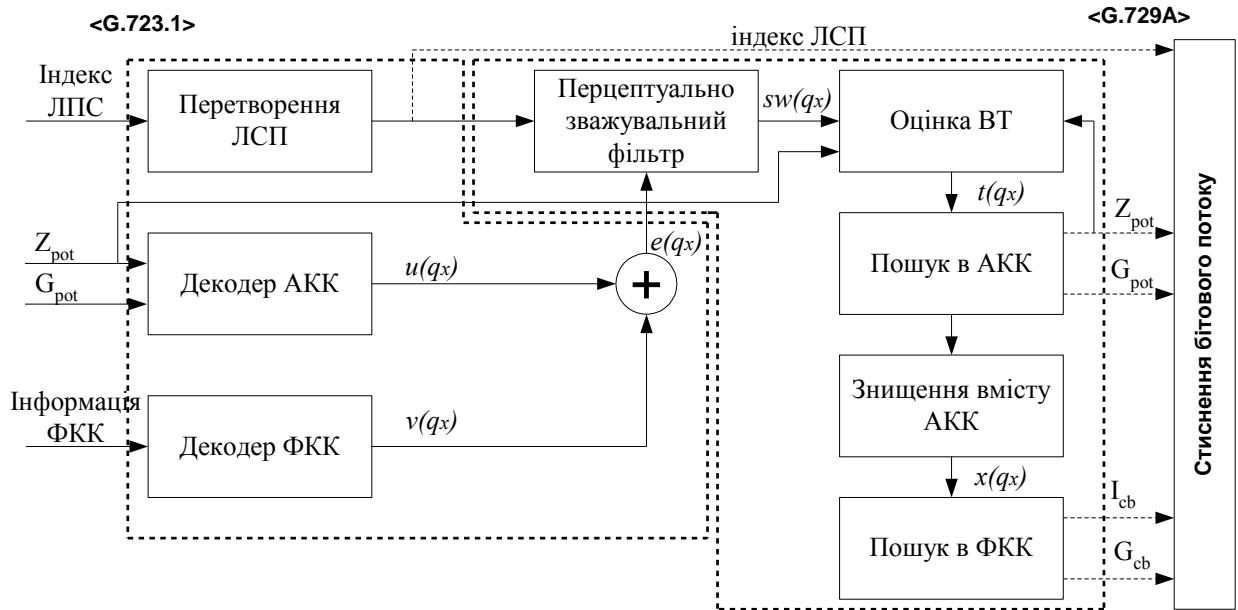 <G.723.1>
<G.729A>
індекс ЛСП
Індекс
ЛПС
Перетворення
ЛСП
Перцептуально
зважувальний
фільтр
sw(qx)
Оцінка ВТ
t(qx)
Zpot
Gpot
Декодер АКК
u(qx)
e(qx)
+
Пошук в АКК
Zpot
Gpot
Знищення вмісту
АКК
Інформація
ФКК
Декодер ФКК
v(qx)
x(qx)
Пошук в ФКК
Icb
Gcb
Стиснення бітового потоку